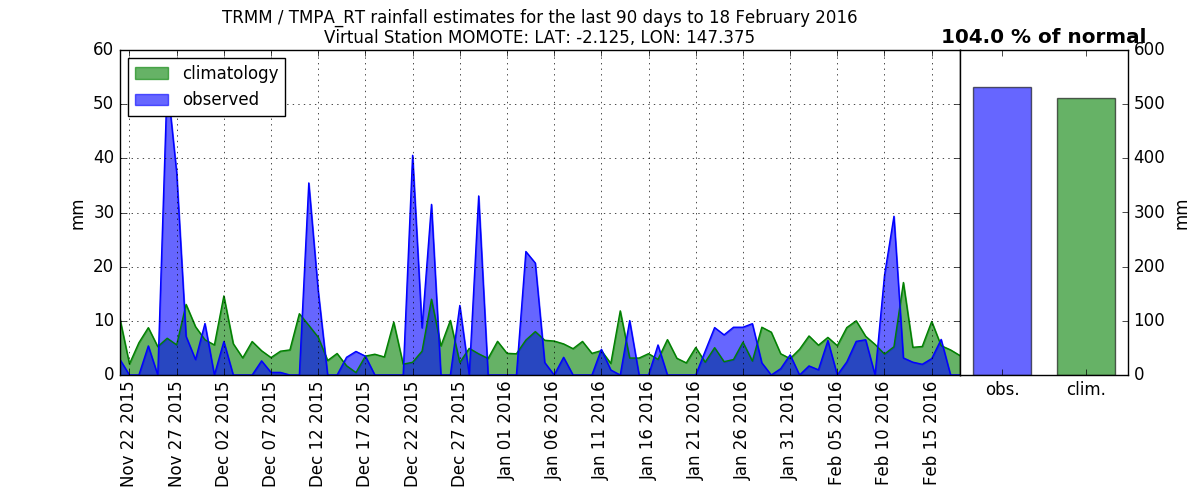 TRMM / TMPA_RT rainfall estimates for the last 90 days to 18 February 2016
Virtual Station MOMOTE: LAT: -2.125, LON: 147.375
104.0 % of normal
climatology
observed
60
50
40
30
20
10
0
mm
600
500
400
300
200
100
0
mm
Nov 22 2015
Nov 27 2015
Dec 02 2015
Dec 07 2015
Dec 12 2015
Dec 17 2015
Dec 22 2015
Dec 27 2015
Jan 01 2016
Jan 06 2016
Jan 11 2016
Jan 16 2016
Jan 21 2016
Jan 26 2016
Jan 31 2016
Feb 05 2016
Feb 10 2016
Feb 15 2016
obs.
clim.